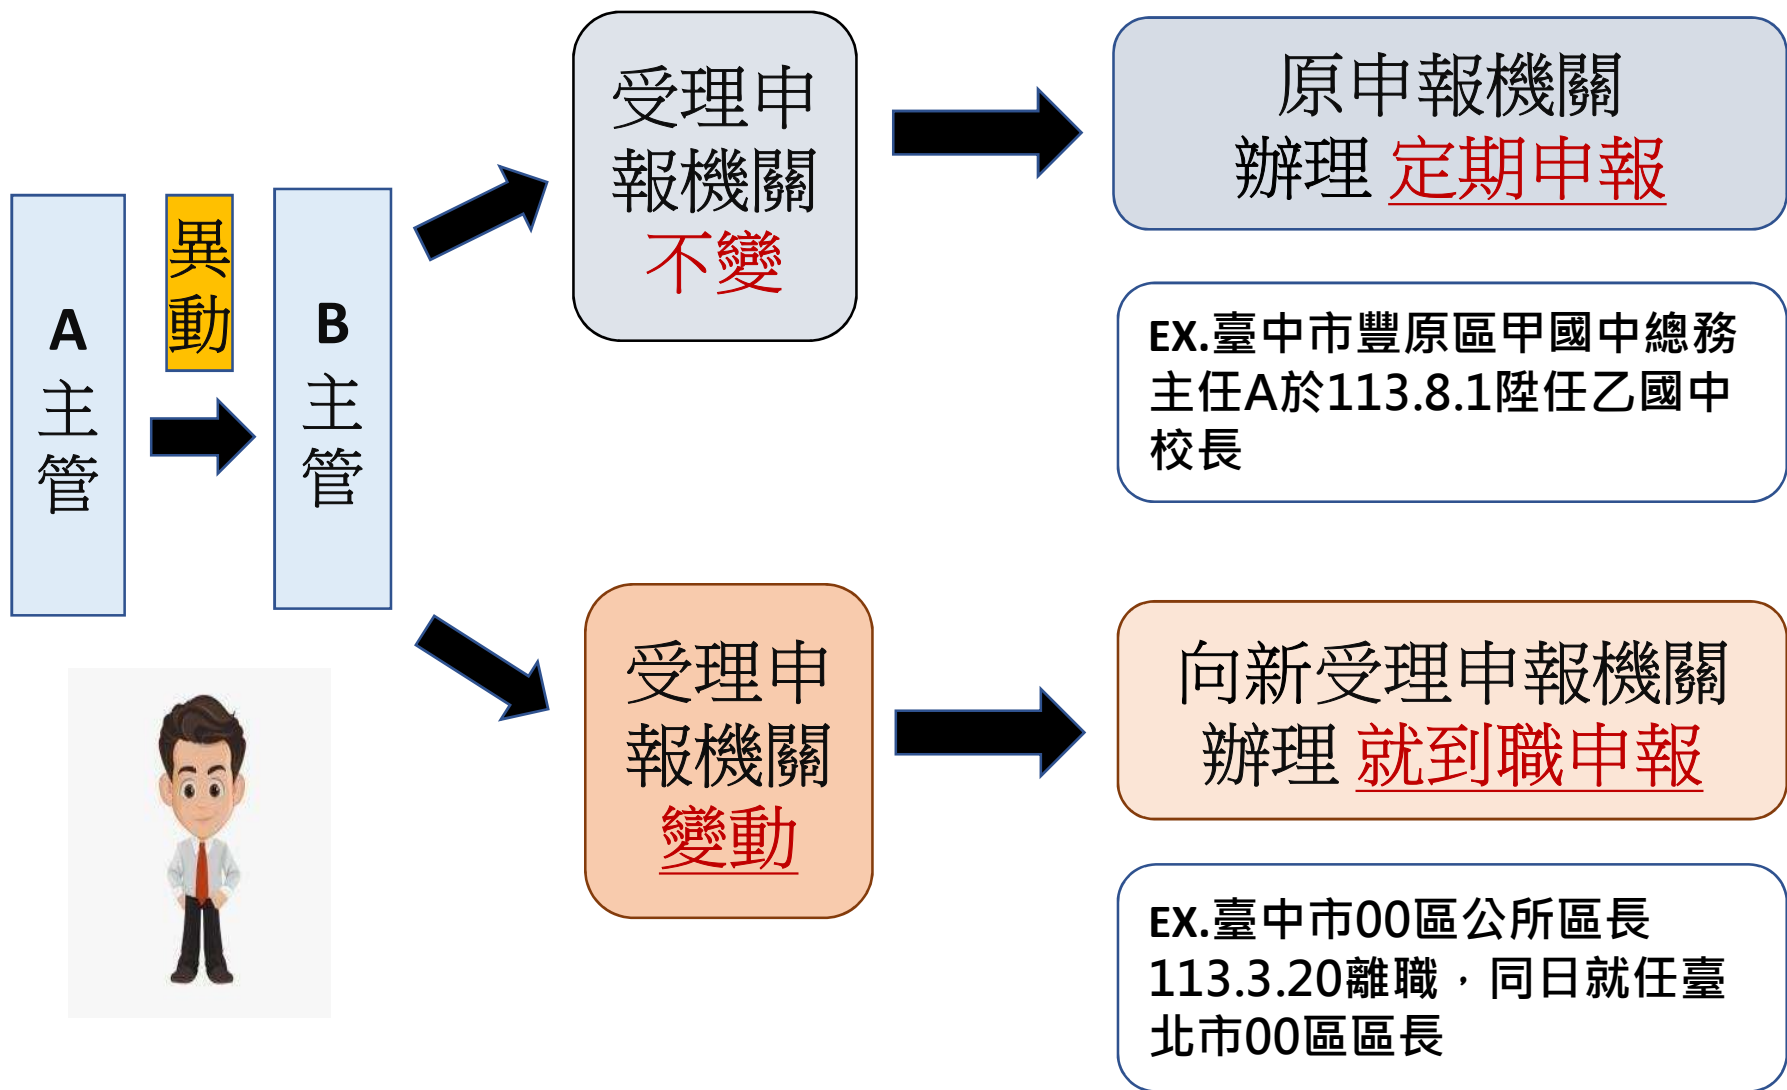 A
主
管
異
動
B
主
管
受理申
報機關
不變
原申報機關
辦理 定期申報
EX.臺中市豐原區甲國中總務
主任A於113.8.1陞任乙國中
校長
受理申
報機關
變動
向新受理申報機關
辦理 就到職申報
EX.臺中市00區公所區長
113.3.20離職，同日就任臺
北市00區區長